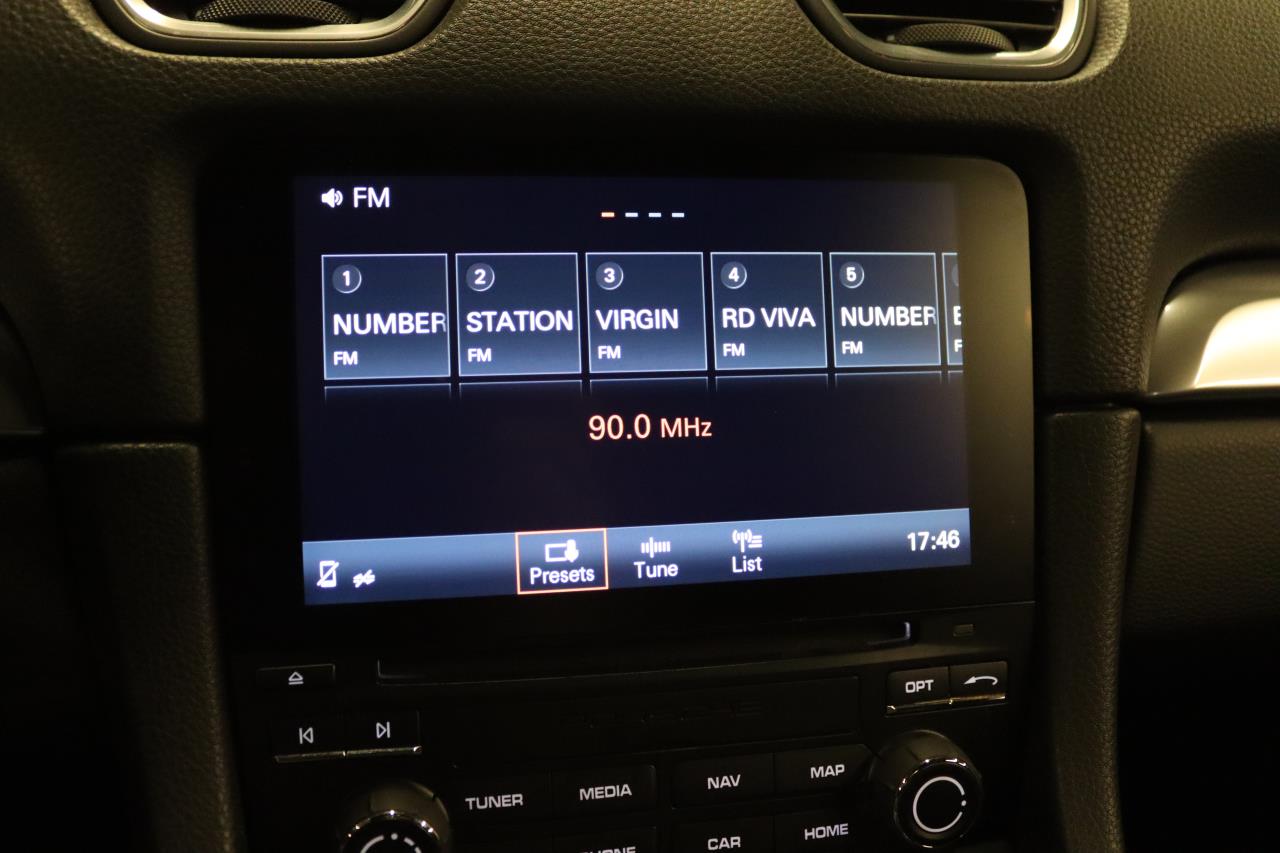 FM
1 2 3 4 5
NUMBER STATION VIRGIN RD VIVA NUMBER
FM FM FM FM FM
90.0 MHz
Presets Tune List 17:46
OPT
TUNER MEDIA NAV MAP
CAR HOME